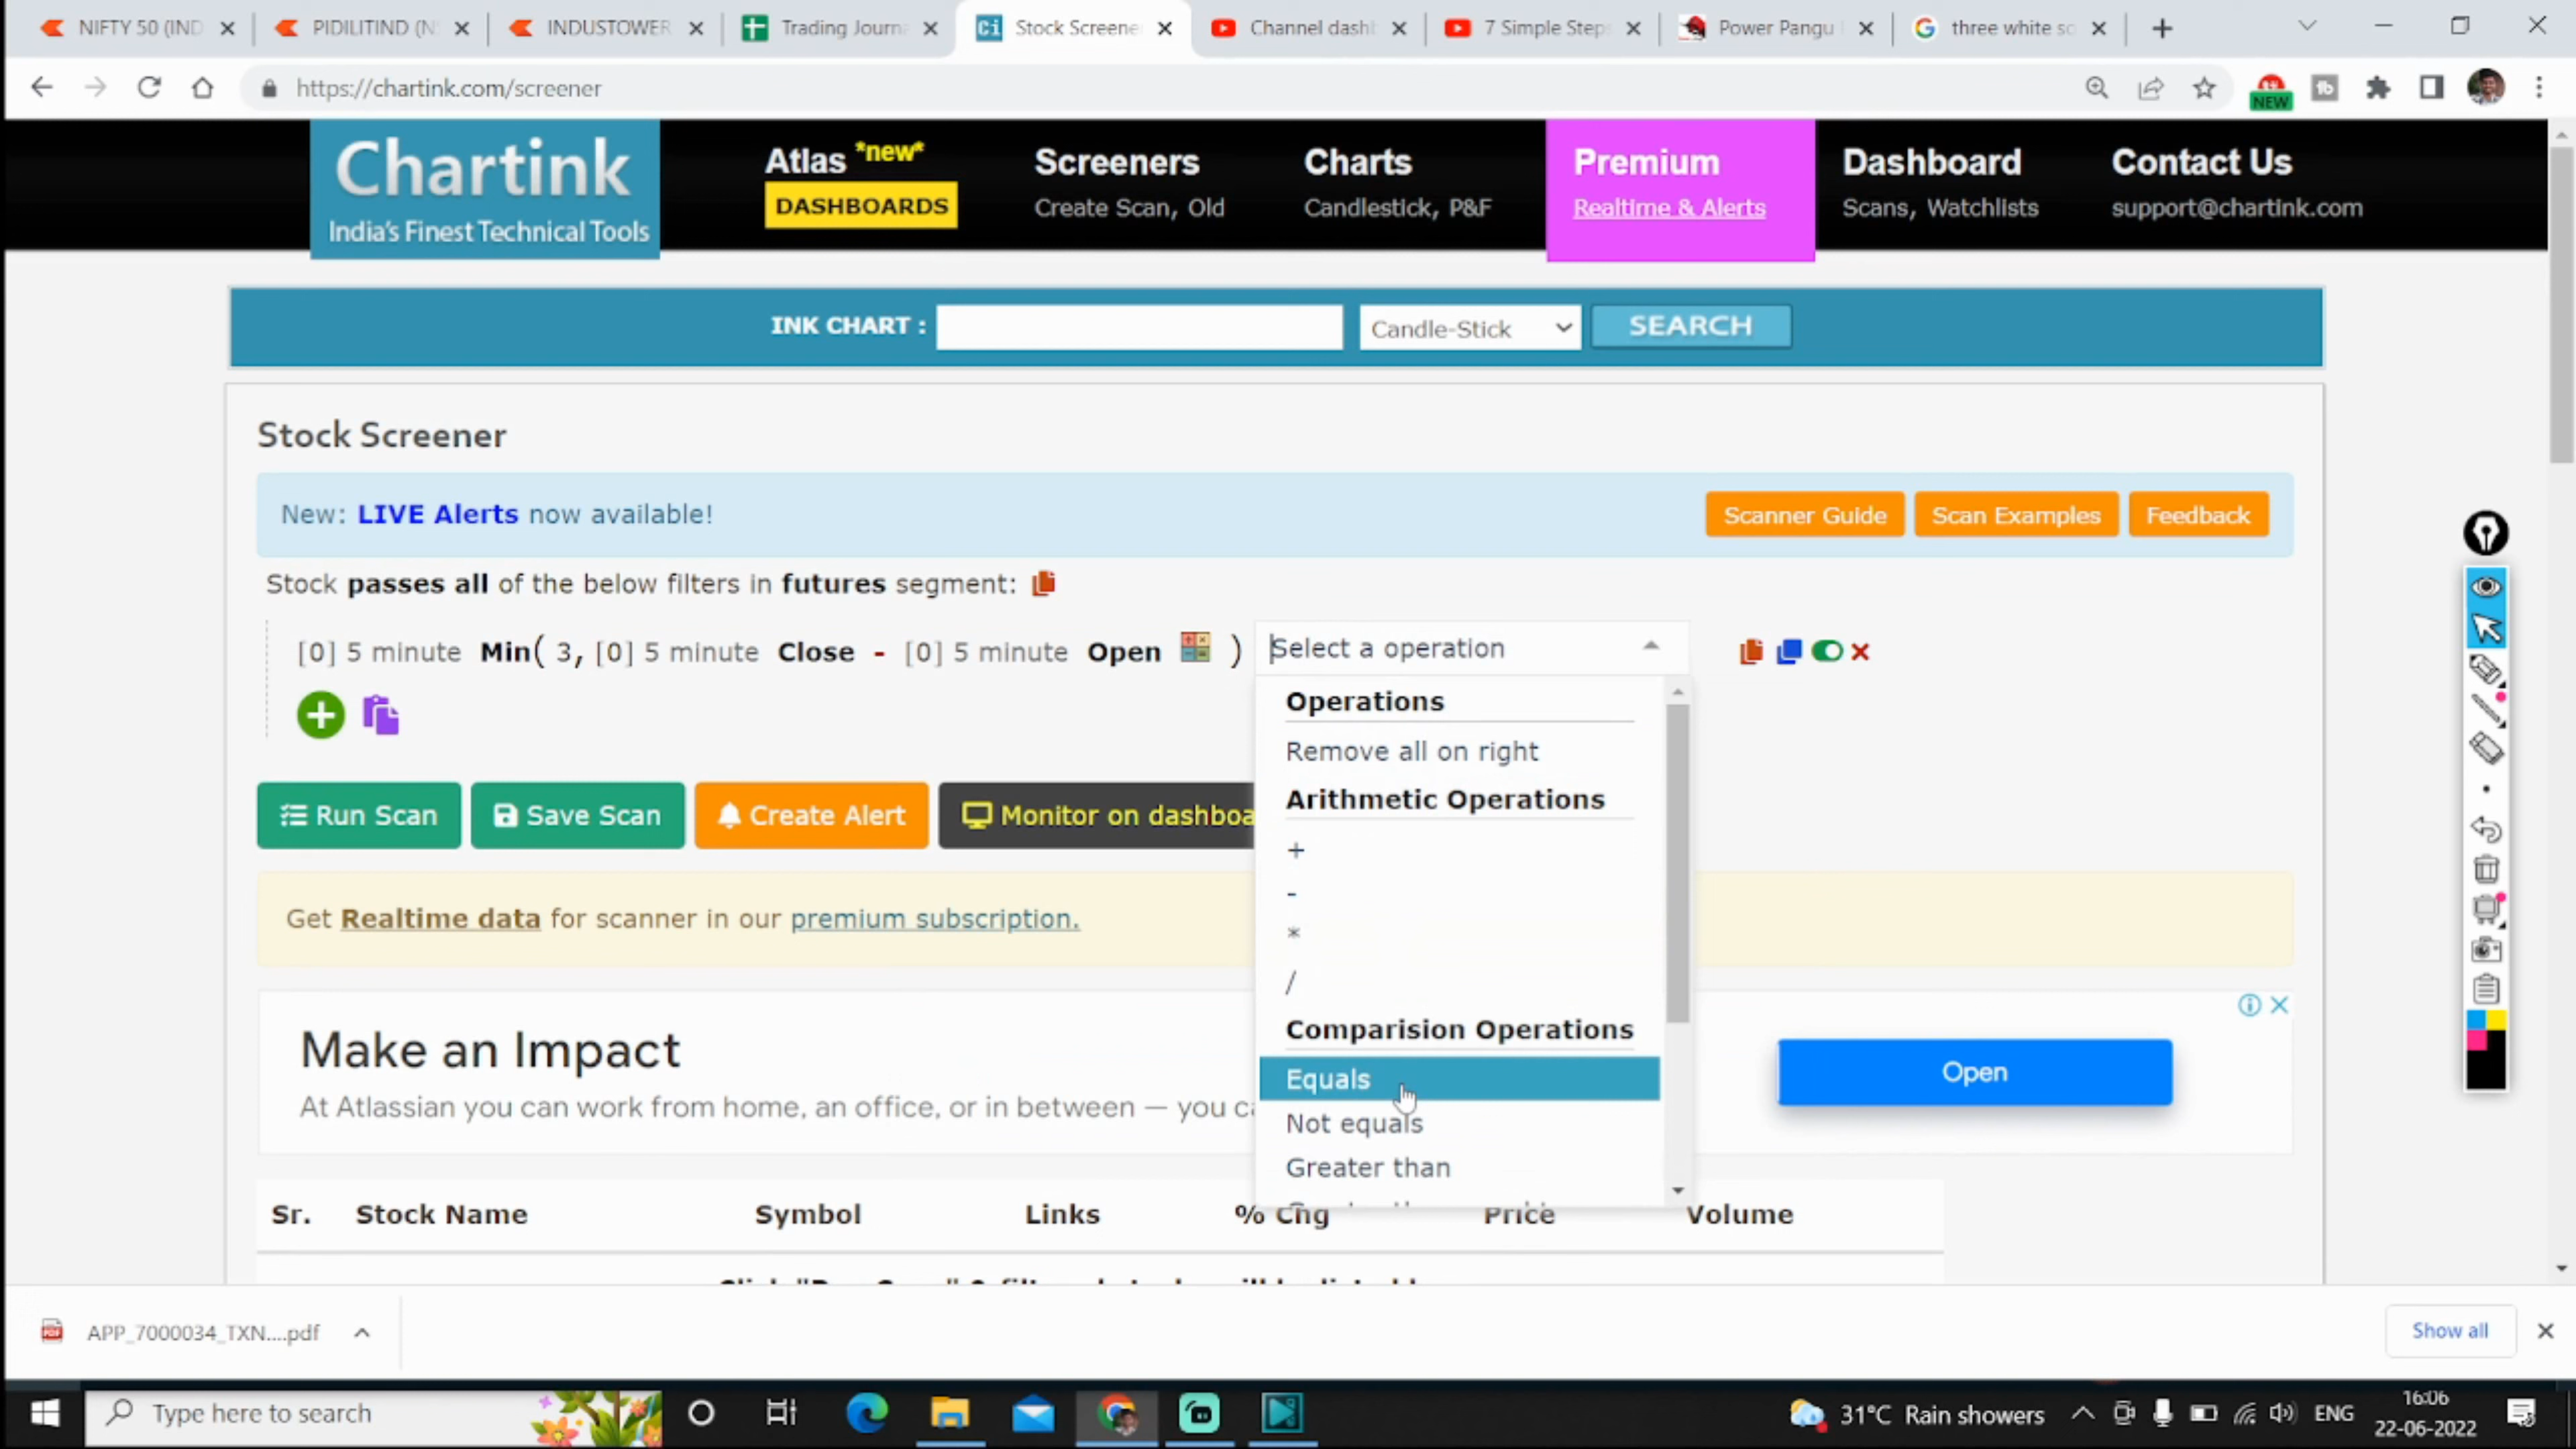 NIFTY 50 (IND
PIDILITIND (N
INDUSTOWER
Trading Journa
Stock Screene
Channel dash
7 Simple Steps
Power Pangu
three white so
https://chartink.com/screener
NEW
Chartink
India's Finest Technical Tools
Atlas *new*
DASHBOARDS
Screeners
Create Scan, Old
Charts
Candlestick, P&F
Premium
Realtime & Alerts
Dashboard
Scans, Watchlists
Contact Us
support@chartink.com
INK CHART :
Candle-Stick
SEARCH
Stock Screener
New: LIVE Alerts now available!
Scanner Guide
Scan Examples
Feedback
Stock passes all of the below filters in futures segment:
[0] 5 minute Min( 3, [0] 5 minute Close - [0] 5 minute Open )
Select a operation
Operations
Remove all on right
Arithmetic Operations
+
-
*
/
Comparision Operations
Equals
Not equals
Greater than
Run Scan
Save Scan
Create Alert
Monitor on dashboa
Get Realtime data for scanner in our premium subscription.
Make an Impact
At Atlassian you can work from home, an office, or in between — you ca
Open
Sr. Stock Name Symbol Links % Chg Price Volume
APP_7000034_TXN....pdf
Show all
Type here to search
31°C Rain showers
ENG
16:06
22-06-2022